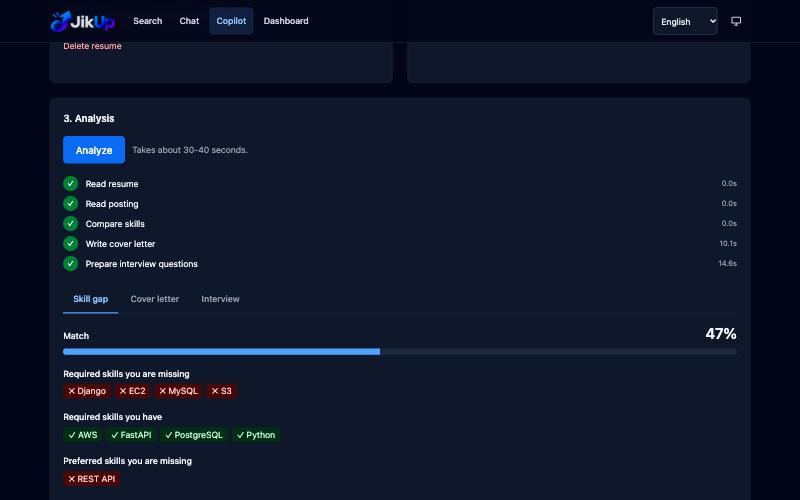 JikUp Search Chat Copilot Dashboard English
Delete resume
3. Analysis
Analyze Takes about 30-40 seconds.
Read resume 0.0s
Read posting 0.0s
Compare skills 0.0s
Write cover letter 10.1s
Prepare interview questions 14.6s
Skill gap Cover letter Interview
Match 47%
Required skills you are missing
✕ Django ✕ EC2 ✕ MySQL ✕ S3
Required skills you have
✓ AWS ✓ FastAPI ✓ PostgreSQL ✓ Python
Preferred skills you are missing
✕ REST API